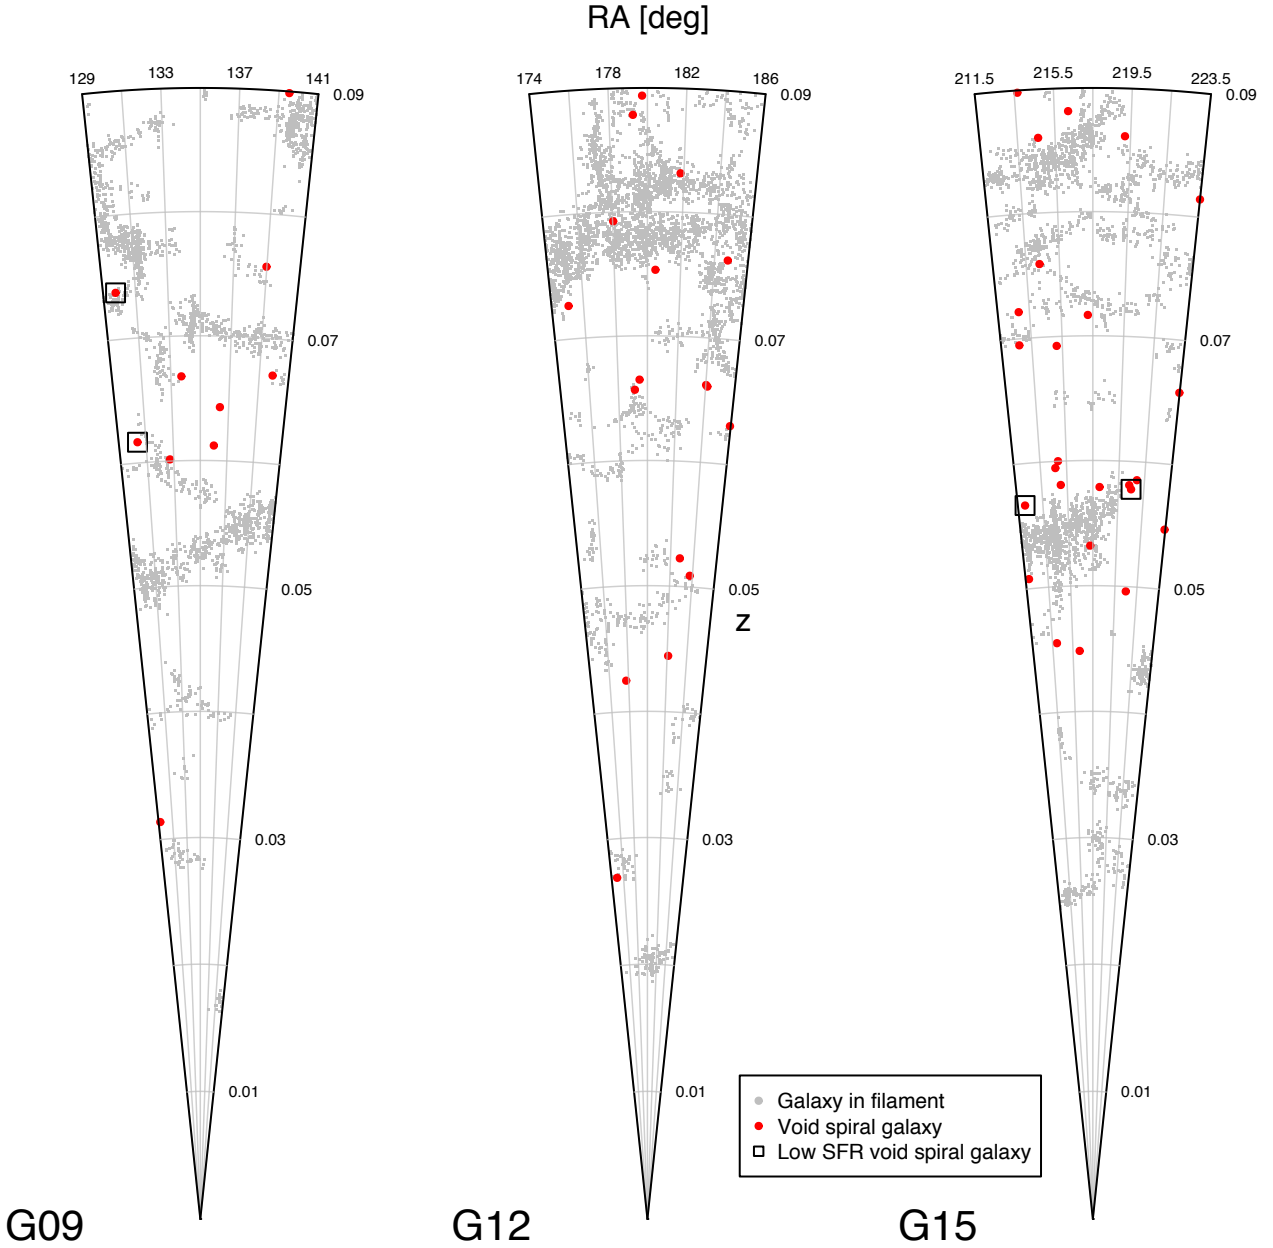 RA [deg]
129 133 137 141
174 178 182 186
211.5 215.5 219.5 223.5
0.09 0.09 0.09
0.07 0.07 0.07
0.05 0.05 0.05
z
0.03 0.03 0.03
0.01 0.01 0.01
Galaxy in filament
Void spiral galaxy
Low SFR void spiral galaxy
G09 G12 G15